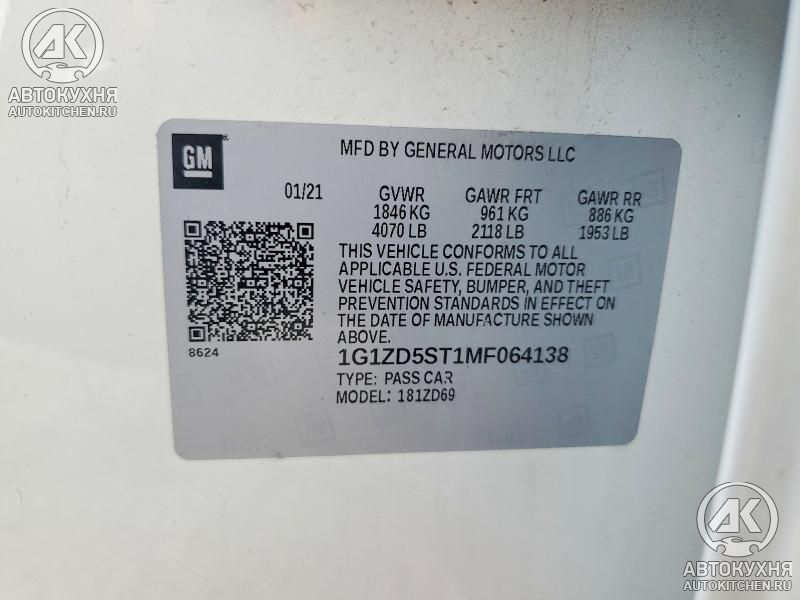 АК
АВТОКУХНЯ
AUTOKITCHEN.RU
GM
MFD BY GENERAL MOTORS LLC
01/21 GVWR GAWR FRT GAWR RR
1846 KG 961 KG 886 KG
4070 LB 2118 LB 1953 LB
THIS VEHICLE CONFORMS TO ALL
APPLICABLE U.S. FEDERAL MOTOR
VEHICLE SAFETY, BUMPER, AND THEFT
PREVENTION STANDARDS IN EFFECT ON
THE DATE OF MANUFACTURE SHOWN
ABOVE.
8624
1G1ZD5ST1MF064138
TYPE: PASS CAR
MODEL: 181ZD69
АК
АВТОКУХНЯ
AUTOKITCHEN.RU